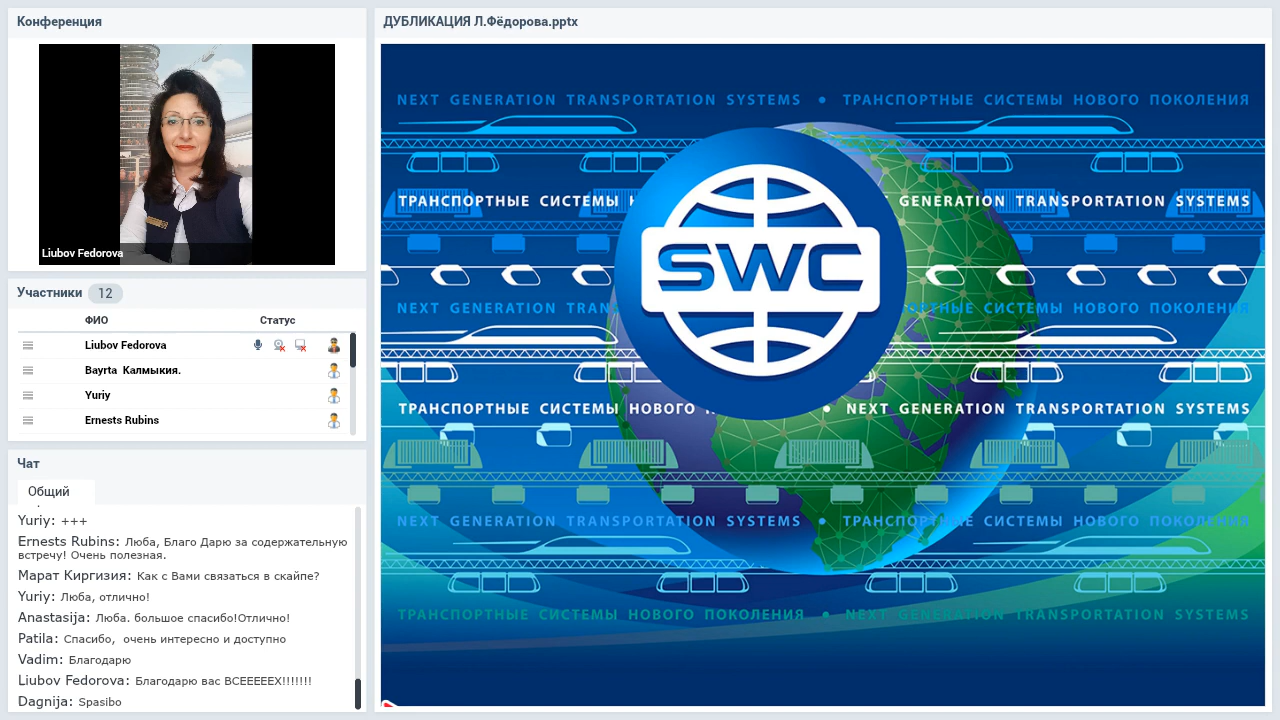 Конференция
Liubov Fedorova
Участники 12
ФИО Статус
Liubov Fedorova
Bayrta Калмыкия.
Yuriy
Ernests Rubins
Чат
Общий
Yuriy: +++
Ernests Rubins: Люба, Благо Дарю за содержательную
встречу! Очень полезная.
Марат Киргизия: Как с Вами связаться в скайпе?
Yuriy: Люба, отлично!
Anastasija: Люба. большое спасибо!Отлично!
Patila: Спасибо, очень интересно и доступно
Vadim: Благодарю
Liubov Fedorova: Благодарю вас ВСЕЕЕЕЕХ!!!!!!!
Dagnija: Spasibo
ДУБЛИКАЦИЯ Л.Фёдорова.pptx
NEXT GENERATION TRANSPORTATION SYSTEMS • ТРАНСПОРТНЫЕ СИСТЕМЫ НОВОГО ПОКОЛЕНИЯ
ТРАНСПОРТНЫЕ СИСТЕМЫ GENERATION TRANSPORTATION SYSTEMS
SWC
NEXT GENERATION СИСТЕМЫ НОВОГО ПОКОЛЕНИЯ
ТРАНСПОРТНЫЕ СИСТЕМЫ НОВОГО • NEXT GENERATION TRANSPORTATION SYSTEMS
NEXT GENERATION TRANSPORTATION SYSTEMS • ТРАНСПОРТНЫЕ СИСТЕМЫ НОВОГО ПОКОЛЕНИЯ
ТРАНСПОРТНЫЕ СИСТЕМЫ НОВОГО ПОКОЛЕНИЯ • NEXT GENERATION TRANSPORTATION SYSTEMS